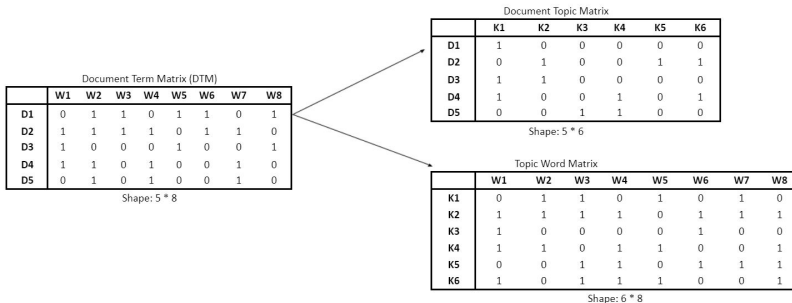 Document Term Matrix (DTM)
W1 W2 W3 W4 W5 W6 W7 W8
D1 0 1 1 0 1 1 0 1
D2 1 1 1 1 0 1 1 0
D3 1 0 0 0 1 0 0 1
D4 1 1 0 1 0 0 1 0
D5 0 1 0 1 0 0 1 0
Shape: 5 * 8
Document Topic Matrix
K1 K2 K3 K4 K5 K6
D1 1 0 0 0 0 0
D2 0 1 0 0 1 1
D3 1 1 0 0 0 0
D4 1 0 0 1 0 1
D5 0 0 1 1 0 0
Shape: 5 * 6
Topic Word Matrix
W1 W2 W3 W4 W5 W6 W7 W8
K1 0 1 1 0 1 0 1 0
K2 1 1 1 1 0 1 1 1
K3 1 0 0 0 0 1 0 0
K4 1 1 0 1 1 0 0 1
K5 0 0 1 1 0 1 1 1
K6 1 0 1 1 1 0 0 1
Shape: 6 * 8